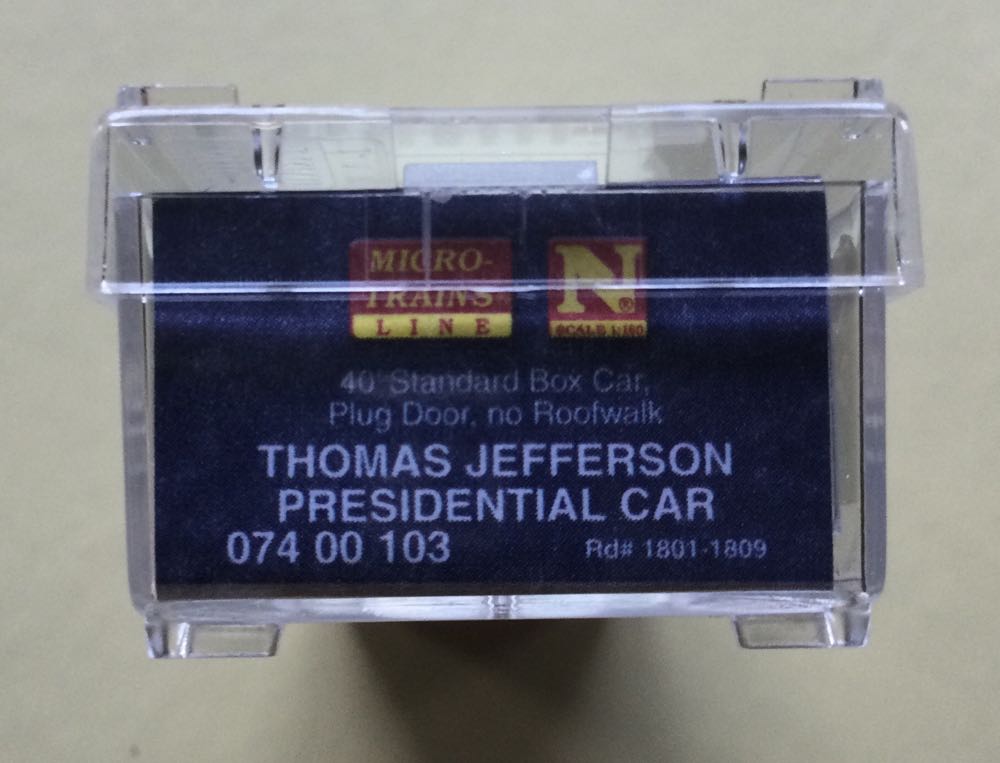 MICRO-
TRAINS
LINE
N®
SCALE 1:160
40' Standard Box Car,
Plug Door, no Roofwalk
THOMAS JEFFERSON
PRESIDENTIAL CAR
074 00 103 Rd# 1801-1809